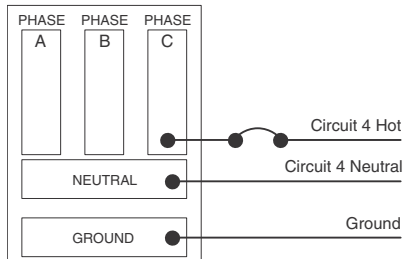 PHASE PHASE PHASE
A B C
Circuit 4 Hot
Circuit 4 Neutral
NEUTRAL
Ground
GROUND